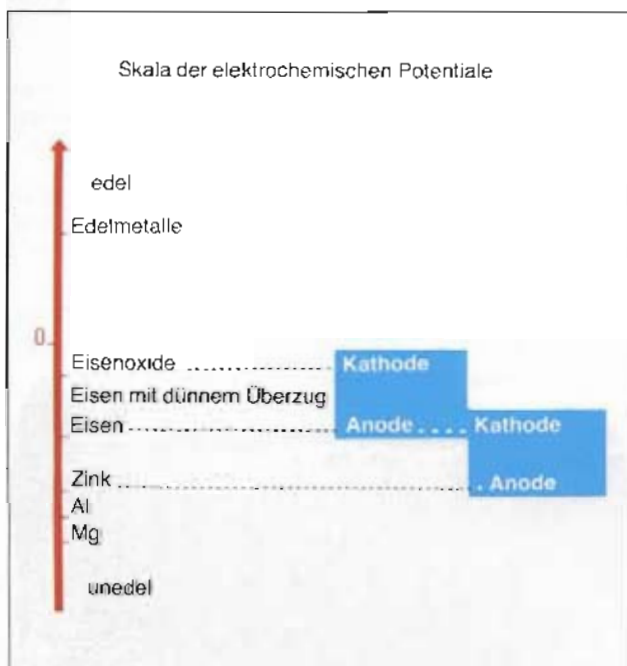 Skala der elektrochemischen Potentiale
edel
Edelmetalle
0
Eisenoxide ..................... Kathode
Eisen mit dünnem Überzug
Eisen ..................... Anode .... Kathode
Zink ..................... Anode
Al
Mg
unedel